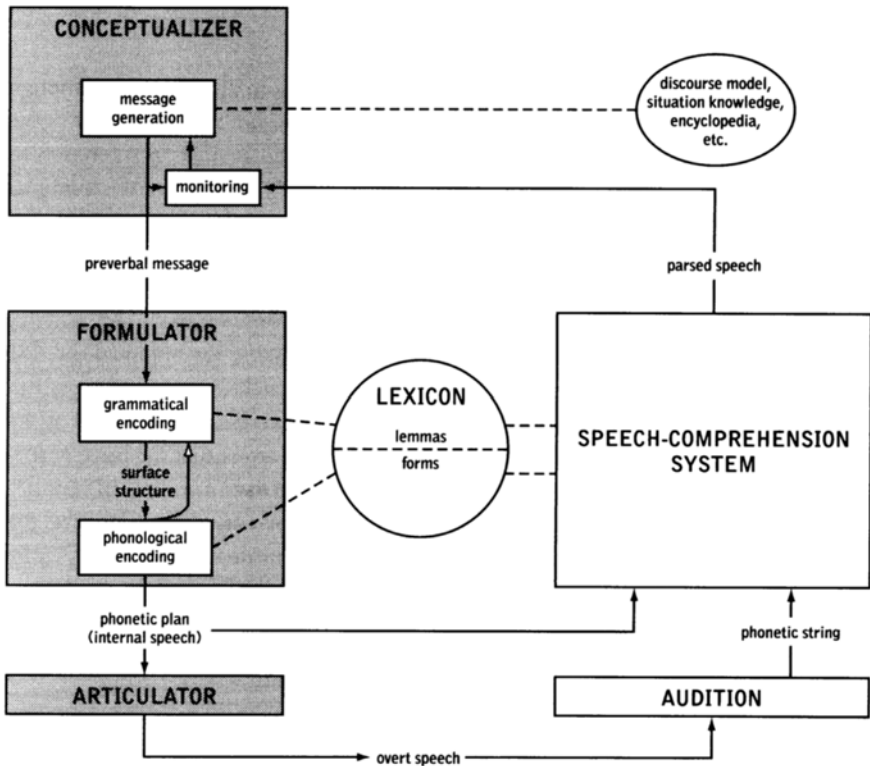 CONCEPTUALIZER
message
generation
monitoring
discourse model,
situation knowledge,
encyclopedia,
etc.
preverbal message
parsed speech
FORMULATOR
grammatical
encoding
surface
structure
phonological
encoding
LEXICON
lemmas
forms
SPEECH-COMPREHENSION
SYSTEM
phonetic plan
(internal speech)
phonetic string
ARTICULATOR
AUDITION
overt speech